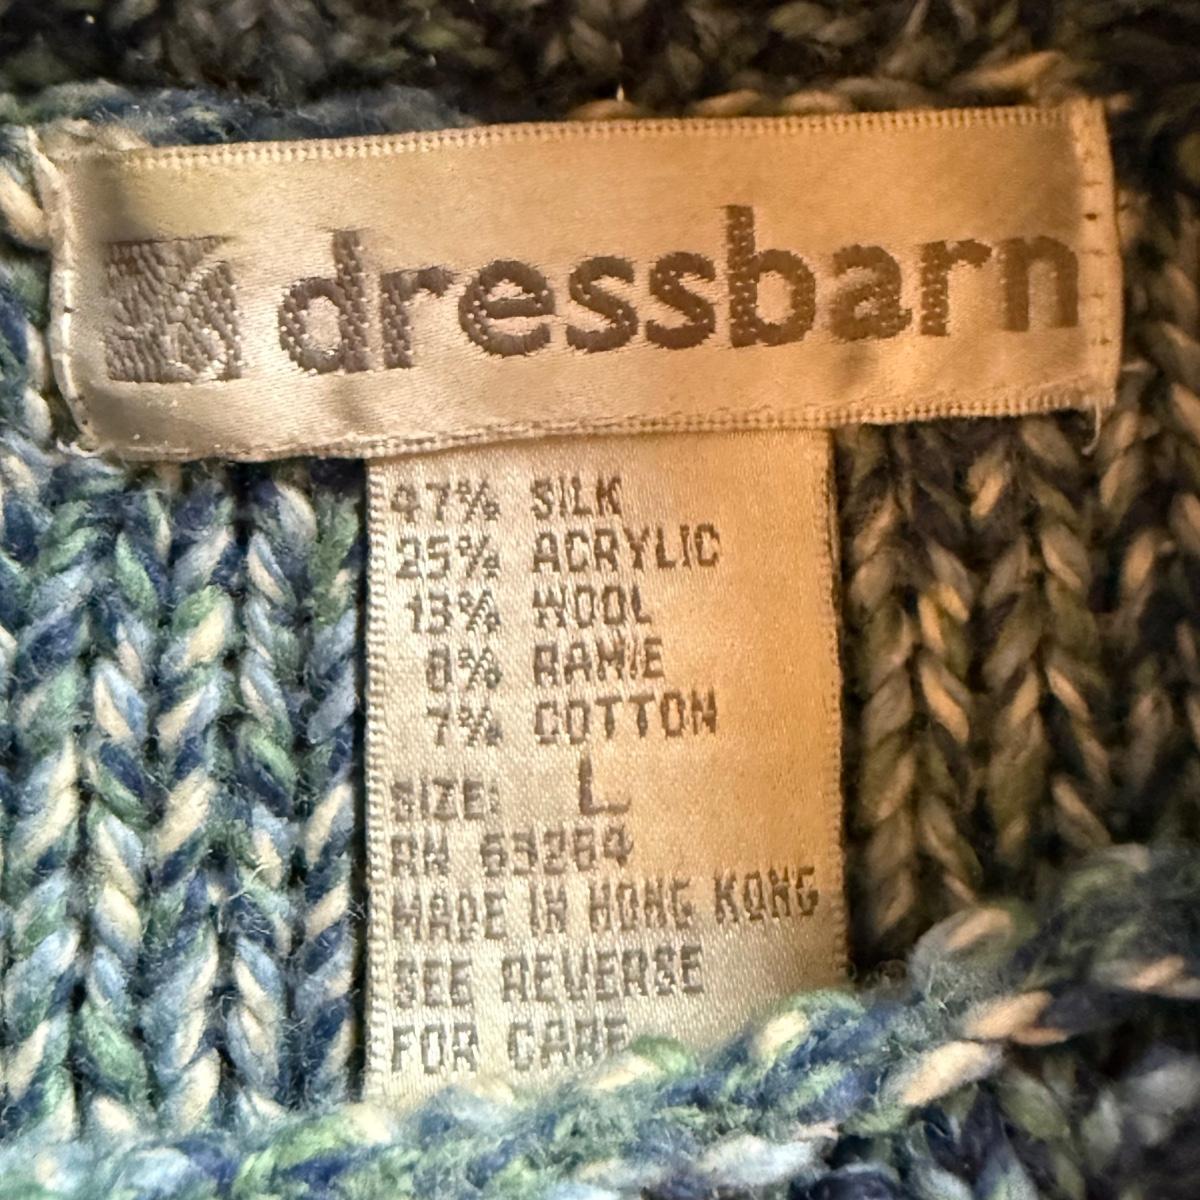 dressbarn
47% SILK
25% ACRYLIC
13% WOOL
8% RAMIE
7% COTTON
SIZE: L
RN 63264
MADE IN HONG KONG
SEE REVERSE
FOR CARE